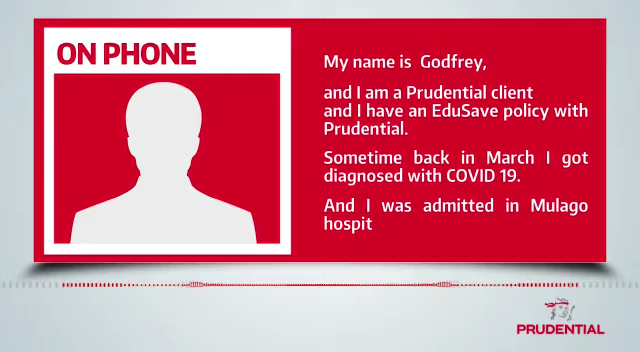 ON PHONE
My name is Godfrey,
and I am a Prudential client
and I have an EduSave policy with
Prudential.
Sometime back in March I got
diagnosed with COVID 19.
And I was admitted in Mulago
hospit
PRUDENTIAL